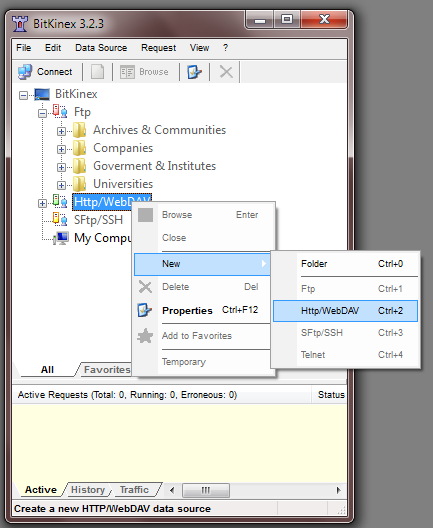 BitKinex 3.2.3
File Edit Data Source Request View ?
Connect Browse
BitKinex
Ftp
Archives & Communities
Companies
Goverment & Institutes
Universities
Http/WebDAV
SFtp/SSH
My Compu
Browse Enter
Close
New
Delete Del
Properties Ctrl+F12
Add to Favorites
Temporary
Folder Ctrl+0
Ftp Ctrl+1
Http/WebDAV Ctrl+2
SFtp/SSH Ctrl+3
Telnet Ctrl+4
All Favorites
Active Requests (Total: 0, Running: 0, Erroneous: 0) Status
Active History Traffic
Create a new HTTP/WebDAV data source